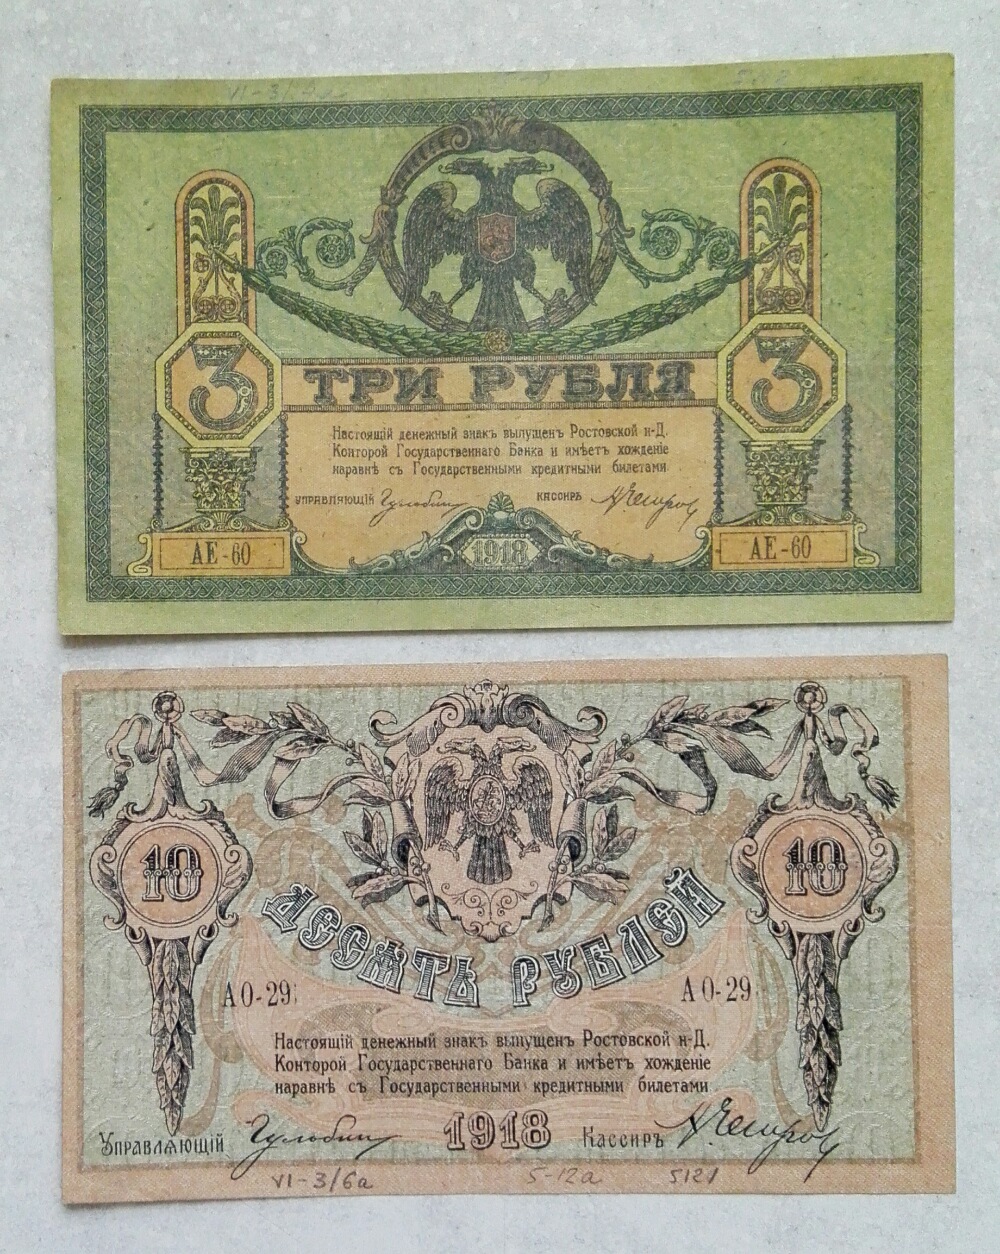 3 ТРИ РУБЛЯ 3
Настоящій денежный знакъ выпущенъ Ростовской н-Д.
Конторой Государственнаго Банка и имѣетъ хожденіе
наравнѣ съ Государственными кредитными билетами
УПРАВЛЯЮЩІЙ КАССИРЪ
АЕ-60 1918 АЕ-60
10 10
ДЕСЯТЬ РУБЛЕЙ
АО-29 АО-29
Настоящій денежный знакъ выпущенъ Ростовской н-Д.
Конторой Государственнаго Банка и имѣетъ хожденіе
наравнѣ съ Государственными кредитными билетами
Управляющій 1918 Кассиръ
VI-3/6а 5-12а 5121